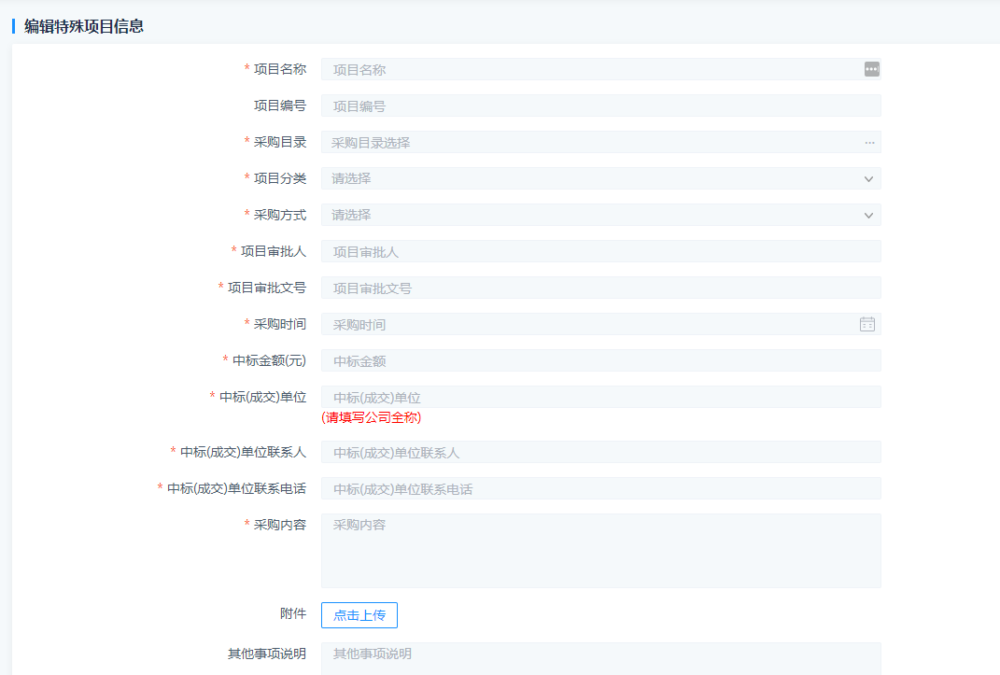 编辑特殊项目信息
* 项目名称 项目名称
项目编号 项目编号
* 采购目录 采购目录选择 ...
* 项目分类 请选择
* 采购方式 请选择
* 项目审批人 项目审批人
* 项目审批文号 项目审批文号
* 采购时间 采购时间
* 中标金额(元) 中标金额
* 中标(成交)单位 中标(成交)单位
(请填写公司全称)
* 中标(成交)单位联系人 中标(成交)单位联系人
* 中标(成交)单位联系电话 中标(成交)单位联系电话
* 采购内容 采购内容
附件 点击上传
其他事项说明 其他事项说明